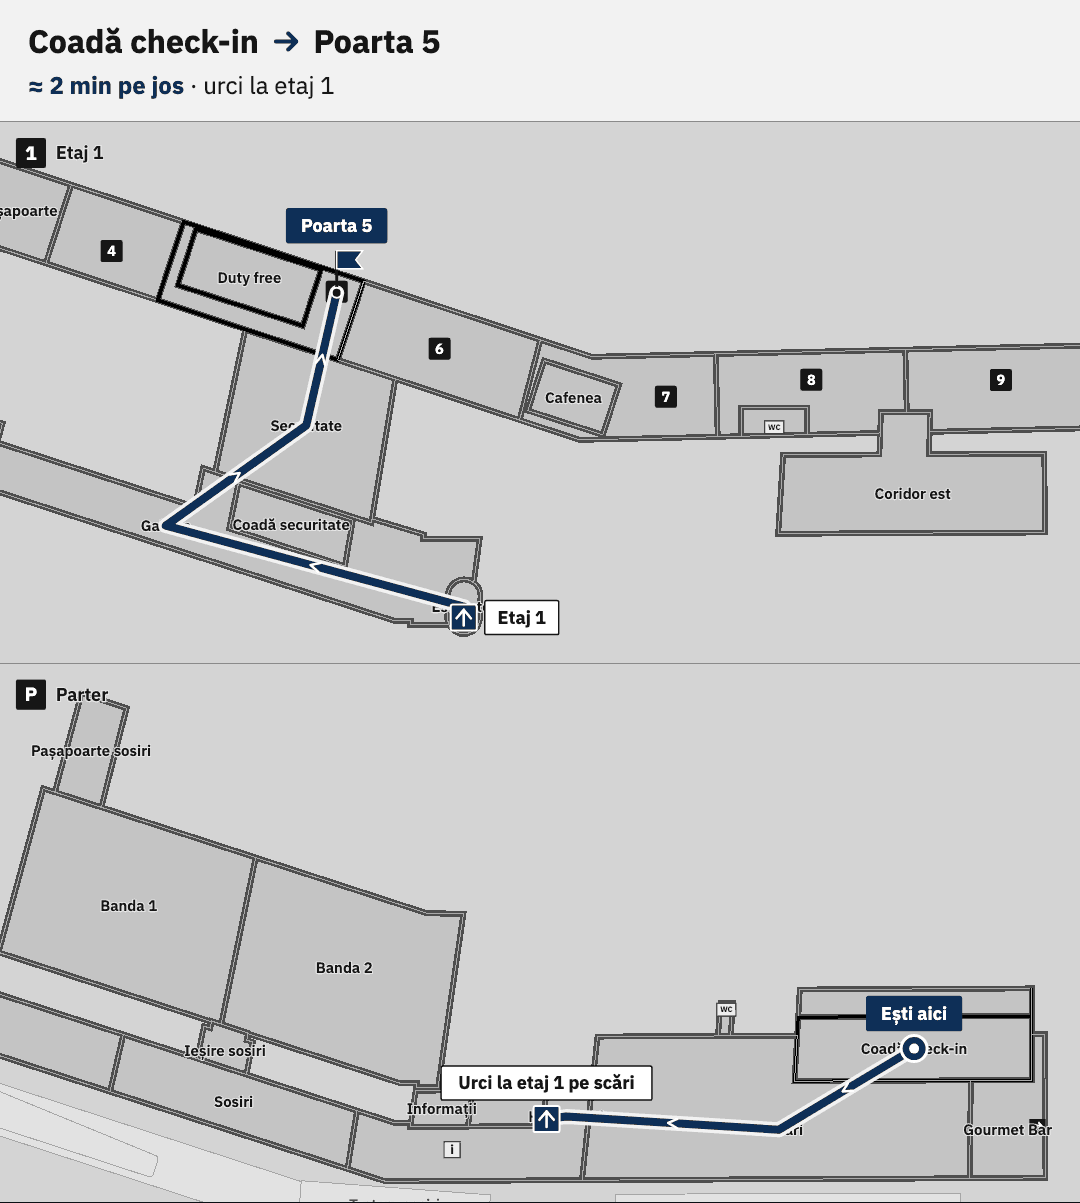 Coadă check-in → Poarta 5
≈ 2 min pe jos · urci la etaj 1
1 Etaj 1
șapoarte
4
Poarta 5
Duty free
6
Cafenea
7
8
9
WC
Coridor est
Coadă securitate
Etaj 1
P Parter
Pașapoarte sosiri
Banda 1
Banda 2
Ieșire sosiri
Sosiri
Urci la etaj 1 pe scări
Informații
i
WC
Ești aici
Gourmet Bar